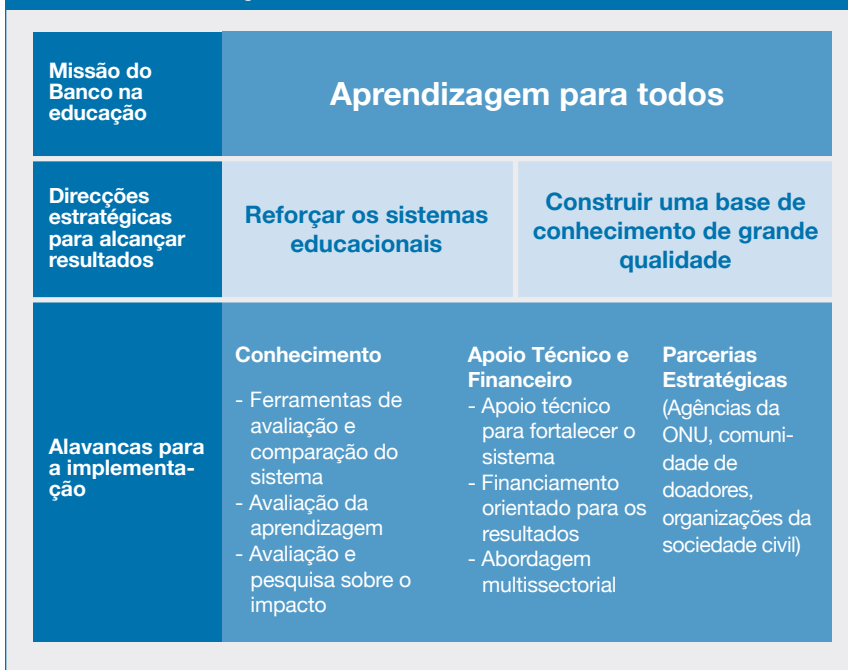 Missão do
Banco na
educação
Aprendizagem para todos
Direcções
estratégicas
para alcançar
resultados
Reforçar os sistemas
educacionais
Construir uma base de
conhecimento de grande
qualidade
Alavancas para
a implementa-
ção
Conhecimento
- Ferramentas de
avaliação e
comparação do
sistema
- Avaliação da
aprendizagem
- Avaliação e
pesquisa sobre o
impacto
Apoio Técnico e
Financeiro
- Apoio técnico
para fortalecer o
sistema
- Financiamento
orientado para os
resultados
- Abordagem
multissectorial
Parcerias
Estratégicas
(Agências da
ONU, comuni-
dade de
doadores,
organizações da
sociedade civil)